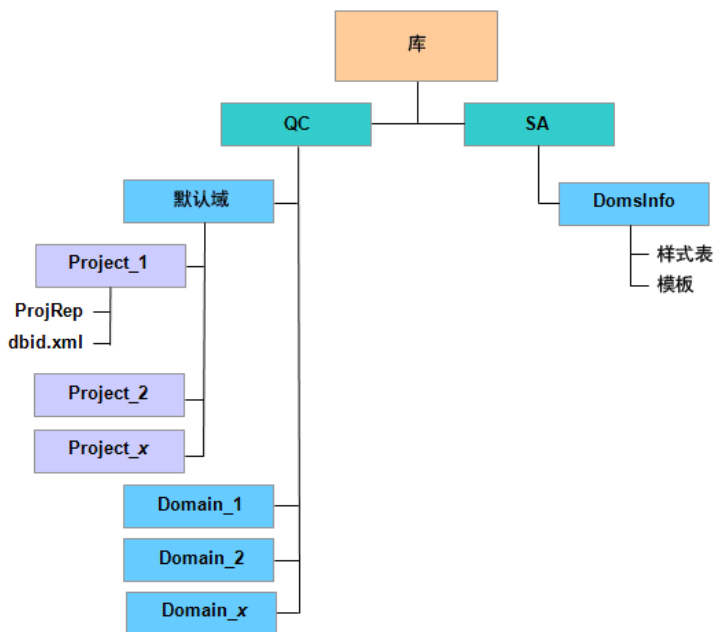 库
QC
SA
默认域
DomsInfo
Project_1
样式表
模板
ProjRep
dbid.xml
Project_2
Project_x
Domain_1
Domain_2
Domain_x